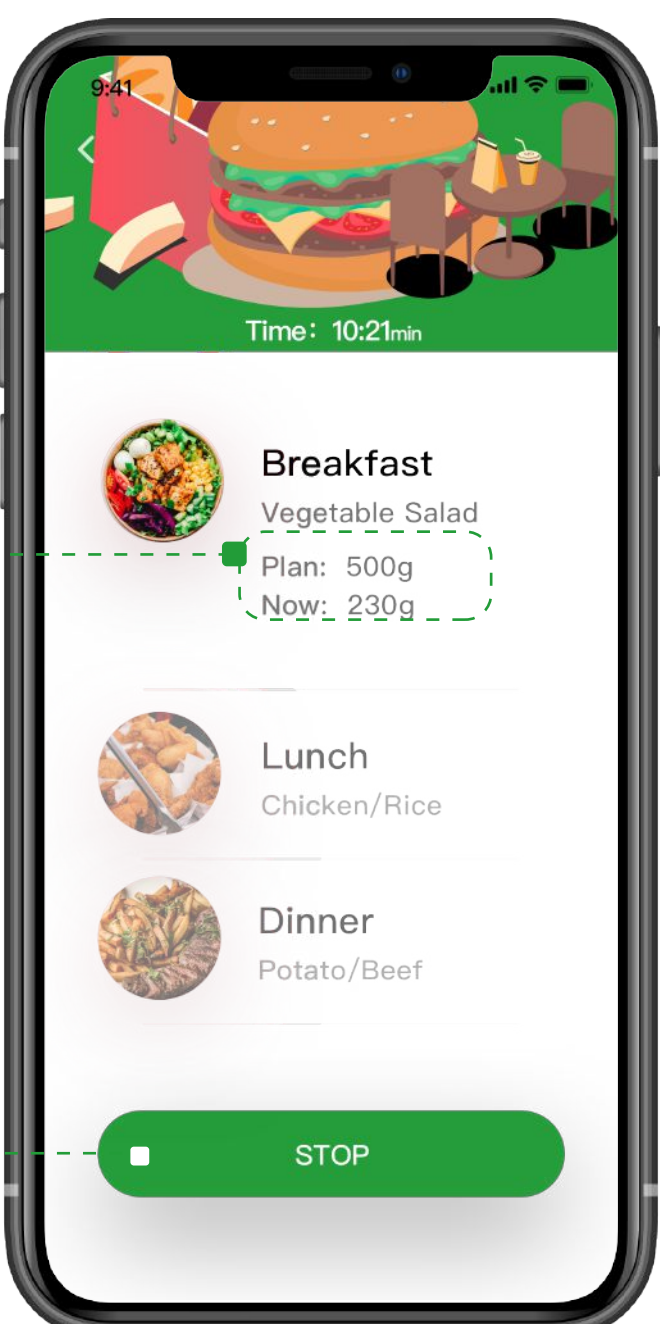 9:41
Time: 10:21min
Breakfast
Vegetable Salad
Plan: 500g
Now: 230g
Lunch
Chicken/Rice
Dinner
Potato/Beef
STOP